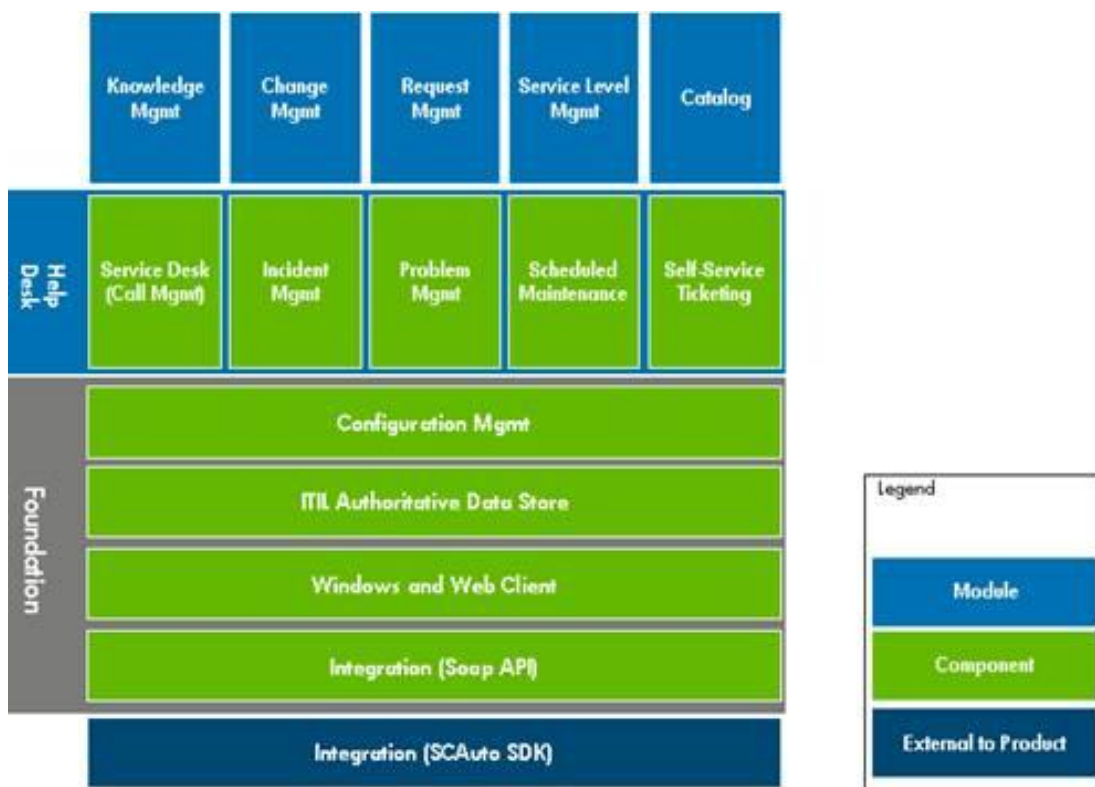 Knowledge
Mgmt
Change
Mgmt
Request
Mgmt
Service Level
Mgmt
Catalog
Help
Desk
Service Desk
(Call Mgmt)
Incident
Mgmt
Problem
Mgmt
Scheduled
Maintenance
Self-Service
Ticketing
Foundation
Configuration Mgmt
ITIL Authoritative Data Store
Windows and Web Client
Integration (Soap API)
Integration (SCAuto SDK)
Legend
Module
Component
External to Product